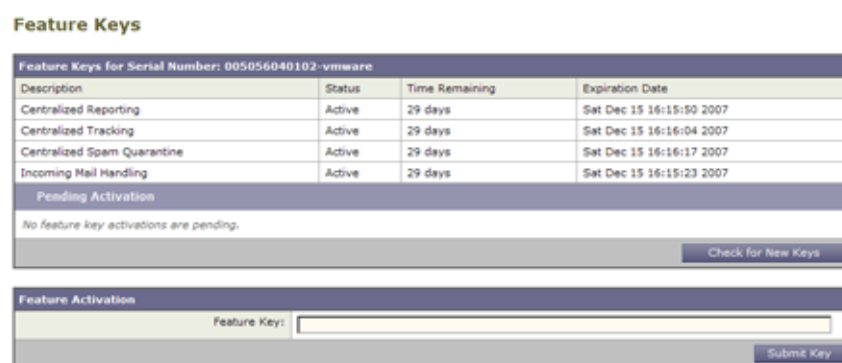 Feature Keys
Feature Keys for Serial Number: 005056040102-vmware
Description Status Time Remaining Expiration Date
Centralized Reporting Active 29 days Sat Dec 15 16:15:50 2007
Centralized Tracking Active 29 days Sat Dec 15 16:16:04 2007
Centralized Spam Quarantine Active 29 days Sat Dec 15 16:16:17 2007
Incoming Mail Handling Active 29 days Sat Dec 15 16:15:23 2007
Pending Activation
No feature key activations are pending.
Check for New Keys
Feature Activation
Feature Key:
Submit Key